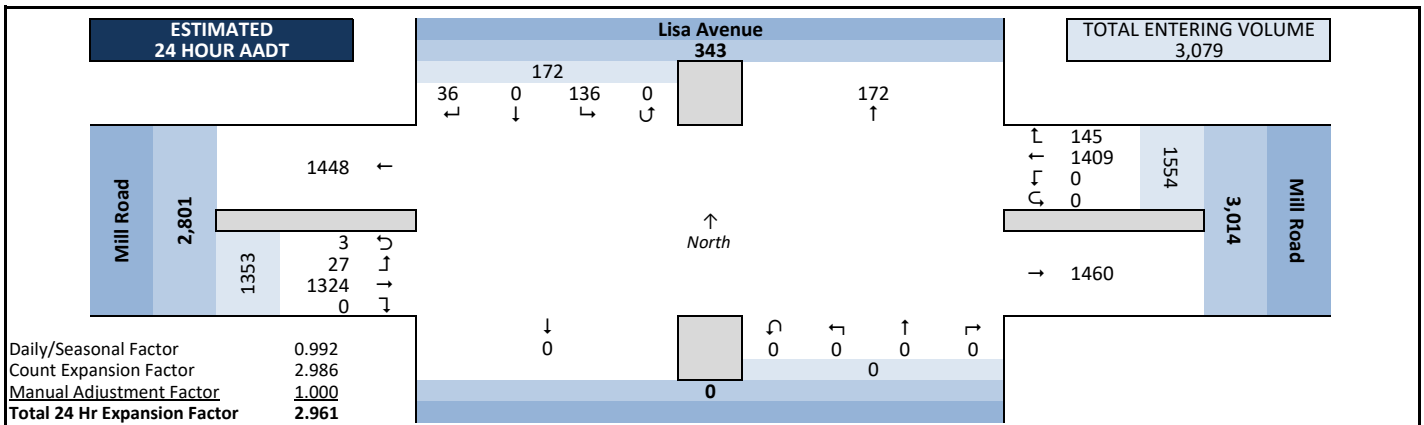 ESTIMATED
24 HOUR AADT
Lisa Avenue
343
TOTAL ENTERING VOLUME
3,079
172
36 0 136 0
↲ ↓ ↳ ↺
172
↑
Mill Road
2,801
1448 ←
1353
3
27
1324 →
0
↑
North
145
← 1409
0
0
1554
3,014
Mill Road
→ 1460
↓
0
↑
0 0 0 0
0
0
Daily/Seasonal Factor 0.992
Count Expansion Factor 2.986
Manual Adjustment Factor 1.000
Total 24 Hr Expansion Factor 2.961